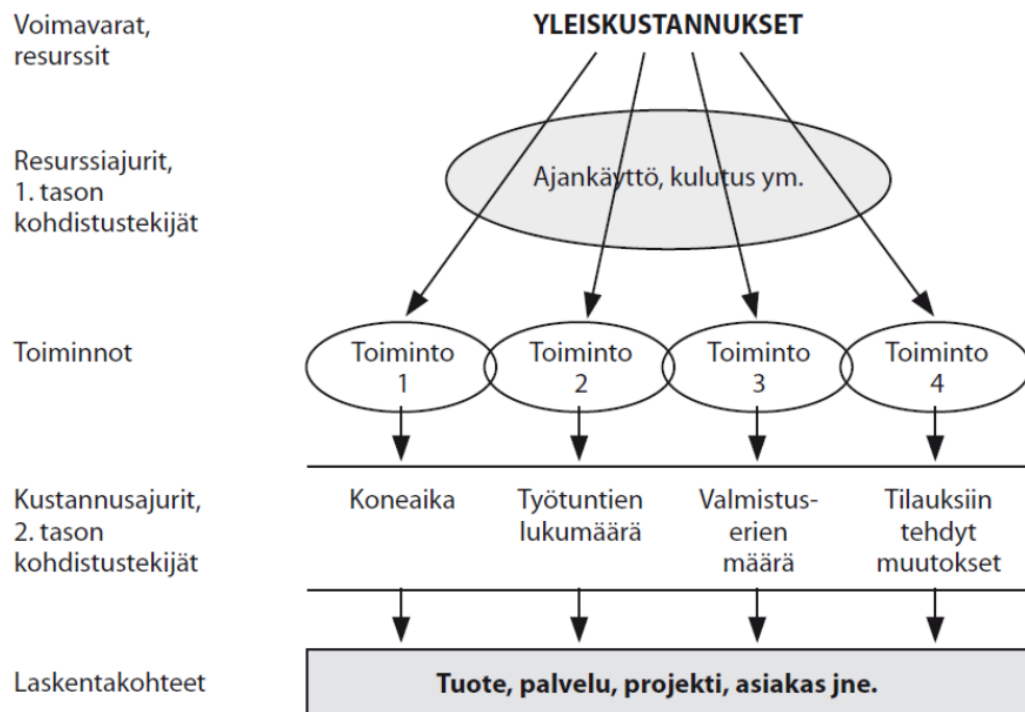 Voimavarat,
resurssit
YLEISKUSTANNUKSET
Resurssiajurit,
1. tason
kohdistustekijät
Ajankäyttö, kulutus ym.
Toiminnot
Toiminto
1
Toiminto
2
Toiminto
3
Toiminto
4
Kustannusajurit,
2. tason
kohdistustekijät
Koneaika
Työtuntien
lukumäärä
Valmistus-
erien
määrä
Tilauksiin
tehdyt
muutokset
Laskentakohteet
Tuote, palvelu, projekti, asiakas jne.